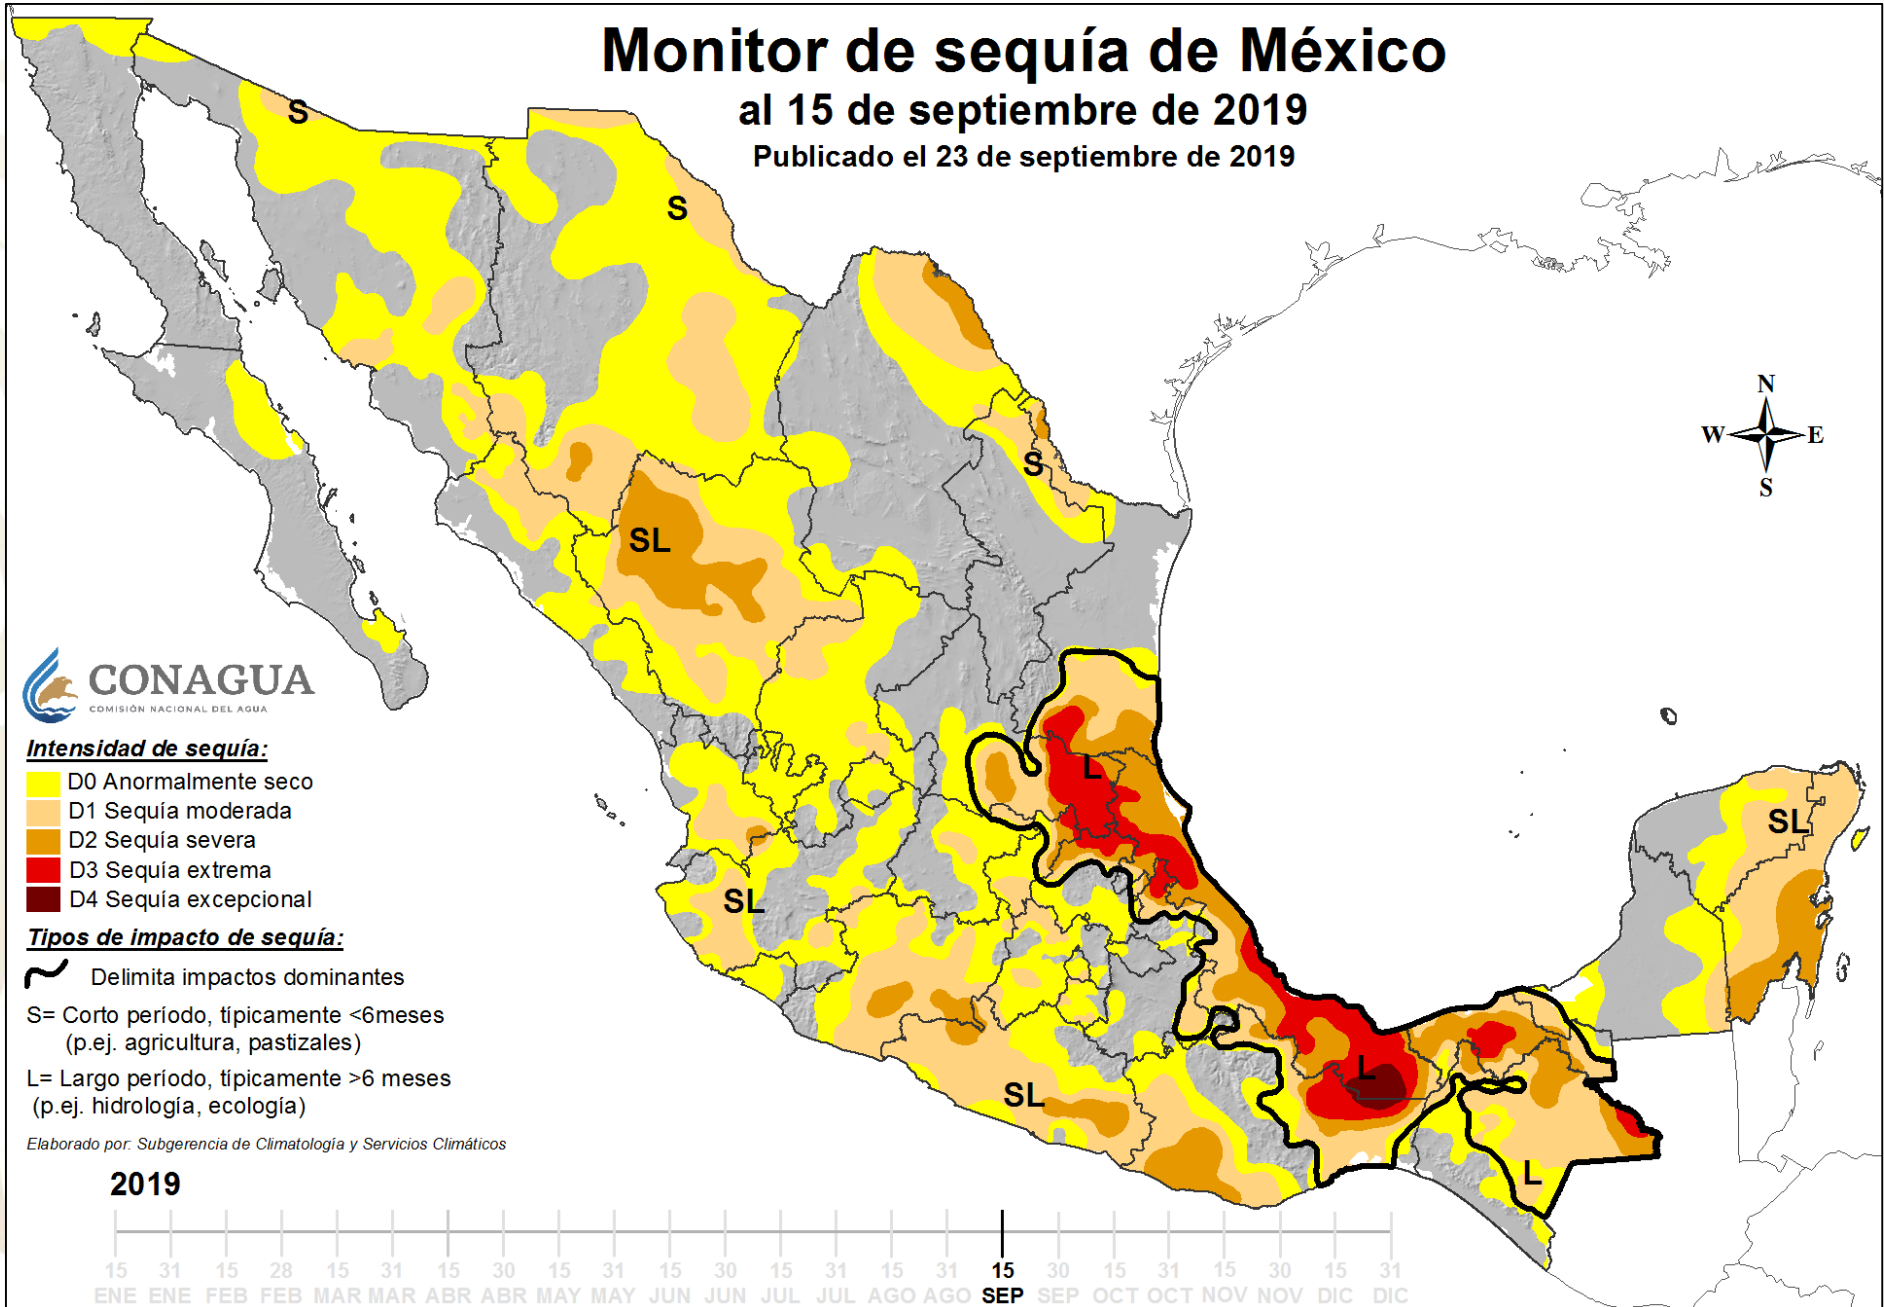 Monitor de sequía de México
al 15 de septiembre de 2019
Publicado el 23 de septiembre de 2019
S
S
S
SL
N
W E
S
CONAGUA
COMISIÓN NACIONAL DEL AGUA
Intensidad de sequía:
D0 Anormalmente seco
D1 Sequía moderada
D2 Sequía severa
D3 Sequía extrema
D4 Sequía excepcional
L
SL
SL
Tipos de impacto de sequía:
Delimita impactos dominantes
S= Corto período, típicamente <6meses
(p.ej. agricultura, pastizales)
L= Largo período, típicamente >6 meses
(p.ej. hidrología, ecología)
L
SL
L
Elaborado por: Subgerencia de Climatología y Servicios Climáticos
2019
15 31 15 28 15 31 15 30 15 31 15 30 15 31 15 31 15 30 15 31 15 30 15 31
ENE ENE FEB FEB MAR MAR ABR ABR MAY MAY JUN JUN JUL JUL AGO AGO SEP SEP OCT OCT NOV NOV DIC DIC